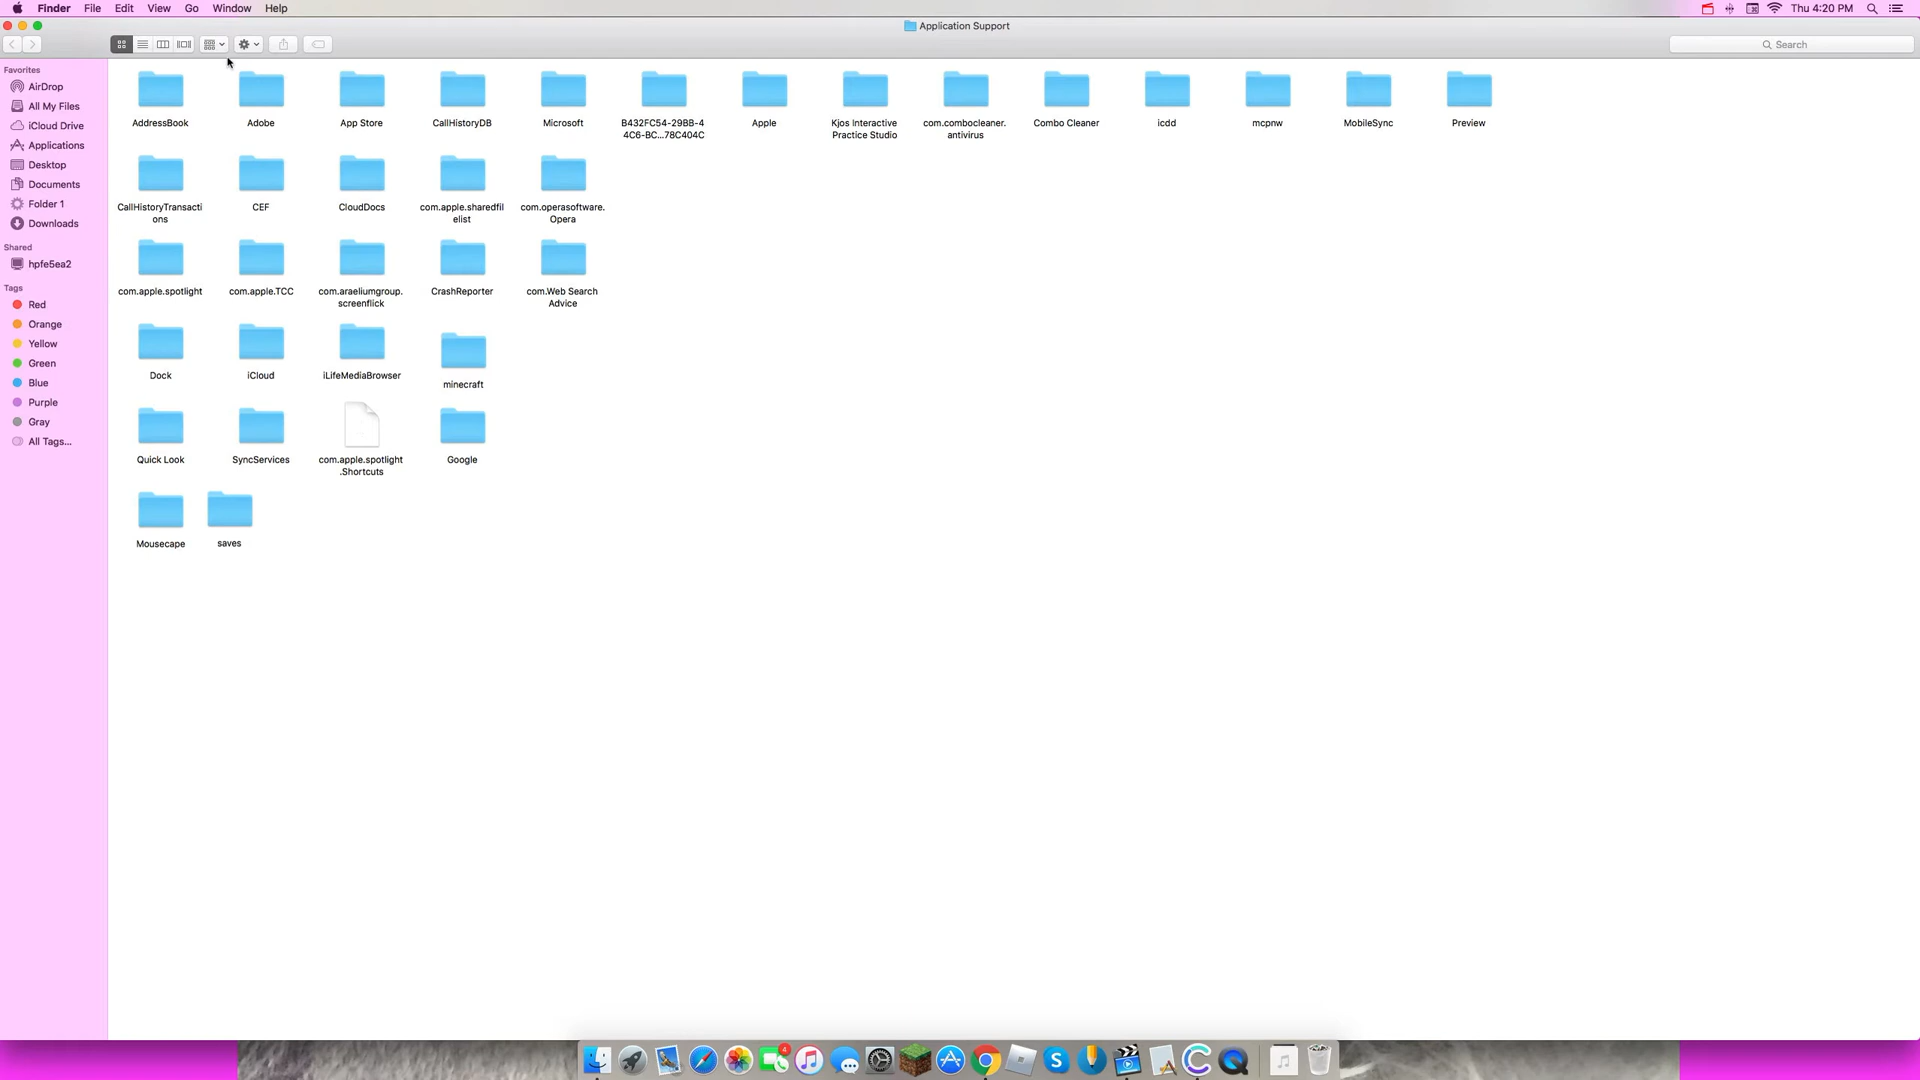 Finder File Edit View Go Window Help Thu 4:20 PM
Application Support
Search
Favorites
AirDrop
All My Files
iCloud Drive
Applications
Desktop
Documents
Folder 1
Downloads
Shared
hpfe5ea2
Tags
Red
Orange
Yellow
Green
Blue
Purple
Gray
All Tags...
AddressBook
Adobe
App Store
CallHistoryDB
Microsoft
B432FC54-29BB-4
4C6-BC...78C404C
Apple
Kjos Interactive
Practice Studio
com.combocleaner.
antivirus
Combo Cleaner
icdd
mcpnw
MobileSync
Preview
CallHistoryTransacti
ons
CEF
CloudDocs
com.apple.sharedfil
elist
com.operasoftware.
Opera
com.apple.spotlight
com.apple.TCC
com.araeliumgroup.
screenflick
CrashReporter
com.Web Search
Advice
Dock
iCloud
iLifeMediaBrowser
minecraft
Quick Look
SyncServices
com.apple.spotlight
.Shortcuts
Google
Mousecape
saves
4